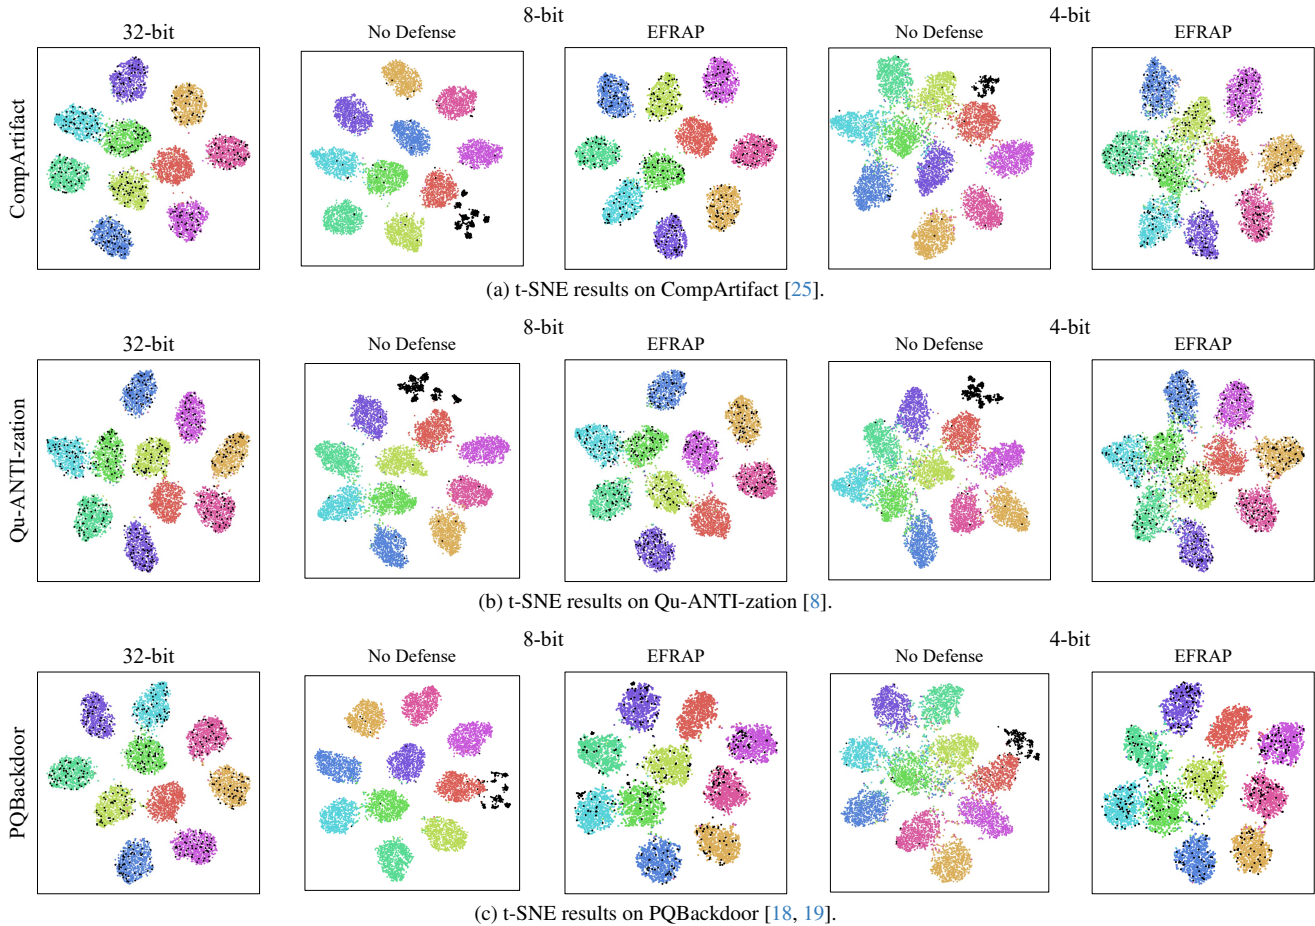 8-bit
4-bit
32-bit
No Defense
EFRAP
No Defense
EFRAP
CompArtifact
(a) t-SNE results on CompArtifact [25].
8-bit
4-bit
32-bit
No Defense
EFRAP
No Defense
EFRAP
Qu-ANTI-zation
(b) t-SNE results on Qu-ANTI-zation [8].
8-bit
4-bit
32-bit
No Defense
EFRAP
No Defense
EFRAP
PQBackdoor
(c) t-SNE results on PQBackdoor [18, 19].